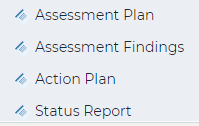 Assessment Plan
Assessment Findings
Action Plan
Status Report